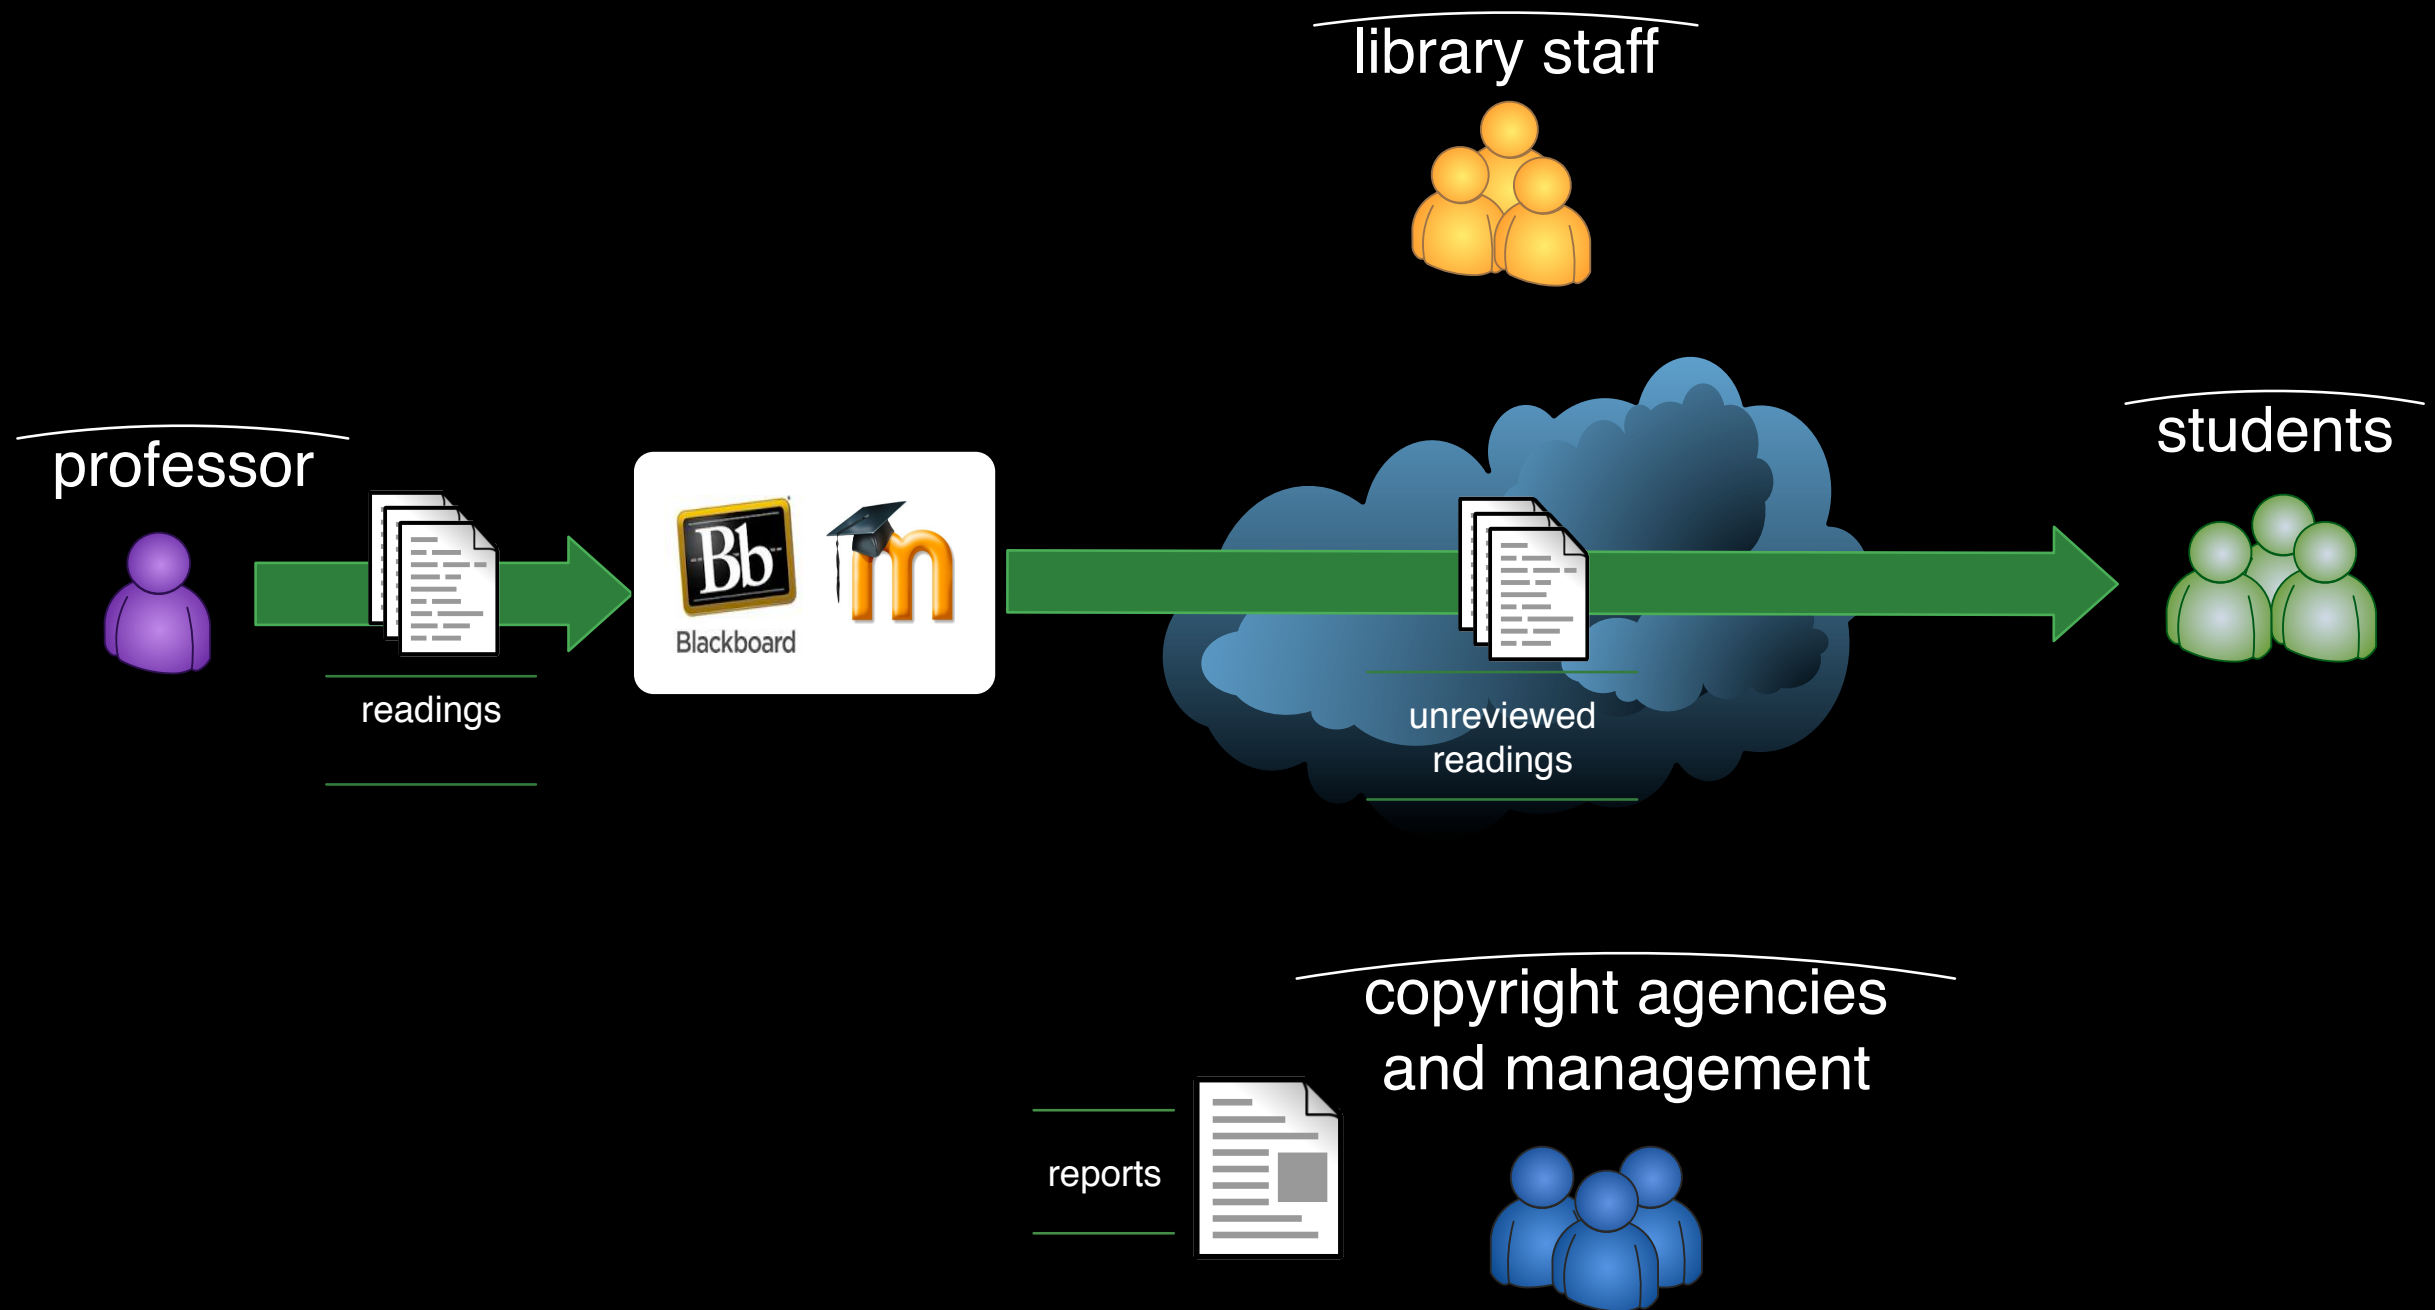 library staff
students
professor
Bb
m
Blackboard
readings
unreviewed
readings
copyright agencies
and management
reports